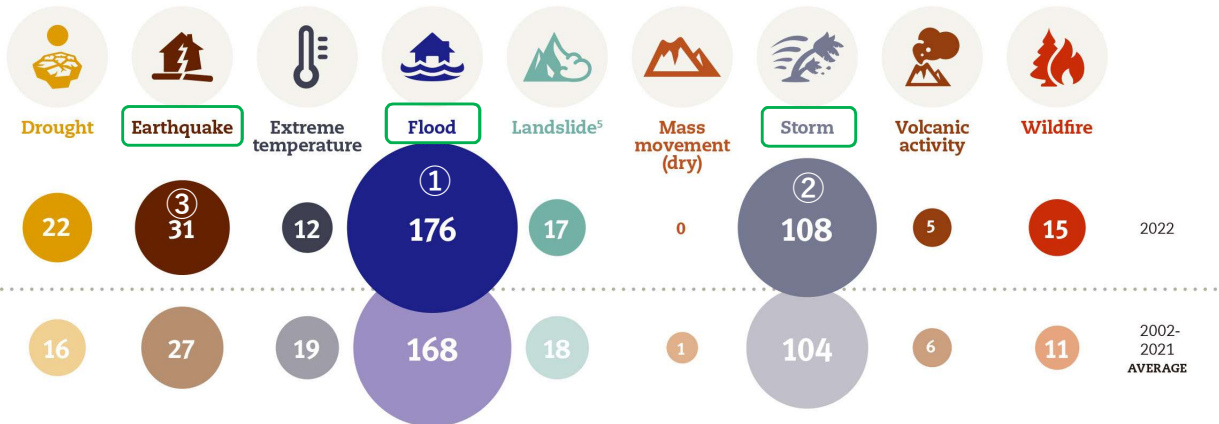 Drought
Earthquake
Extreme
temperature
Flood
Landslide⁵
Mass
movement
(dry)
Storm
Volcanic
activity
Wildfire
22
③
31
12
①
176
17
0
②
108
5
15
2022
16
27
19
168
18
1
104
6
11
2002-
2021
AVERAGE